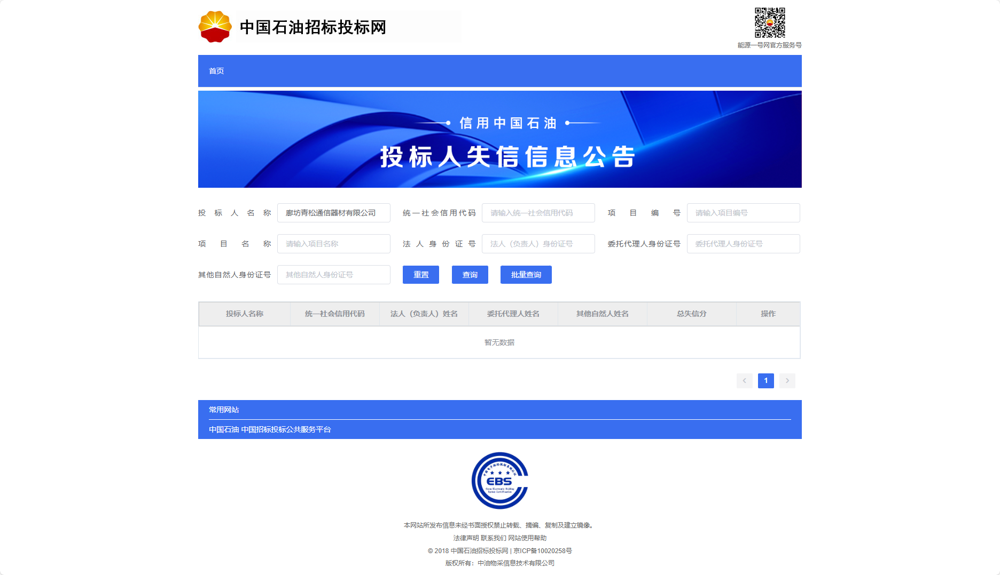 中国石油招标投标网
能源一号网官方服务号
首页
信用中国石油
投标人失信信息公告
投标人名称 廊坊青松通信器材有限公司 统一社会信用代码 请输入统一社会信用代码 项目编号 请输入项目编号
项目名称 请输入项目名称 法人身份证号 法人（负责人）身份证号 委托代理人身份证号 委托代理人身份证号
其他自然人身份证号 其他自然人身份证号 重置 查询 批量查询
投标人名称 统一社会信用代码 法人（负责人）姓名 委托代理人姓名 其他自然人姓名 总失信分 操作
暂无数据
1
常用网站
中国石油 中国招标投标公共服务平台
EBS
China Electronic Bidding
System Certification
本网站所发布信息未经书面授权禁止转载、摘编、复制及建立镜像。
法律声明 联系我们 网站使用帮助
© 2018 中国石油招标投标网 | 京ICP备10020258号
版权所有：中油物采信息技术有限公司